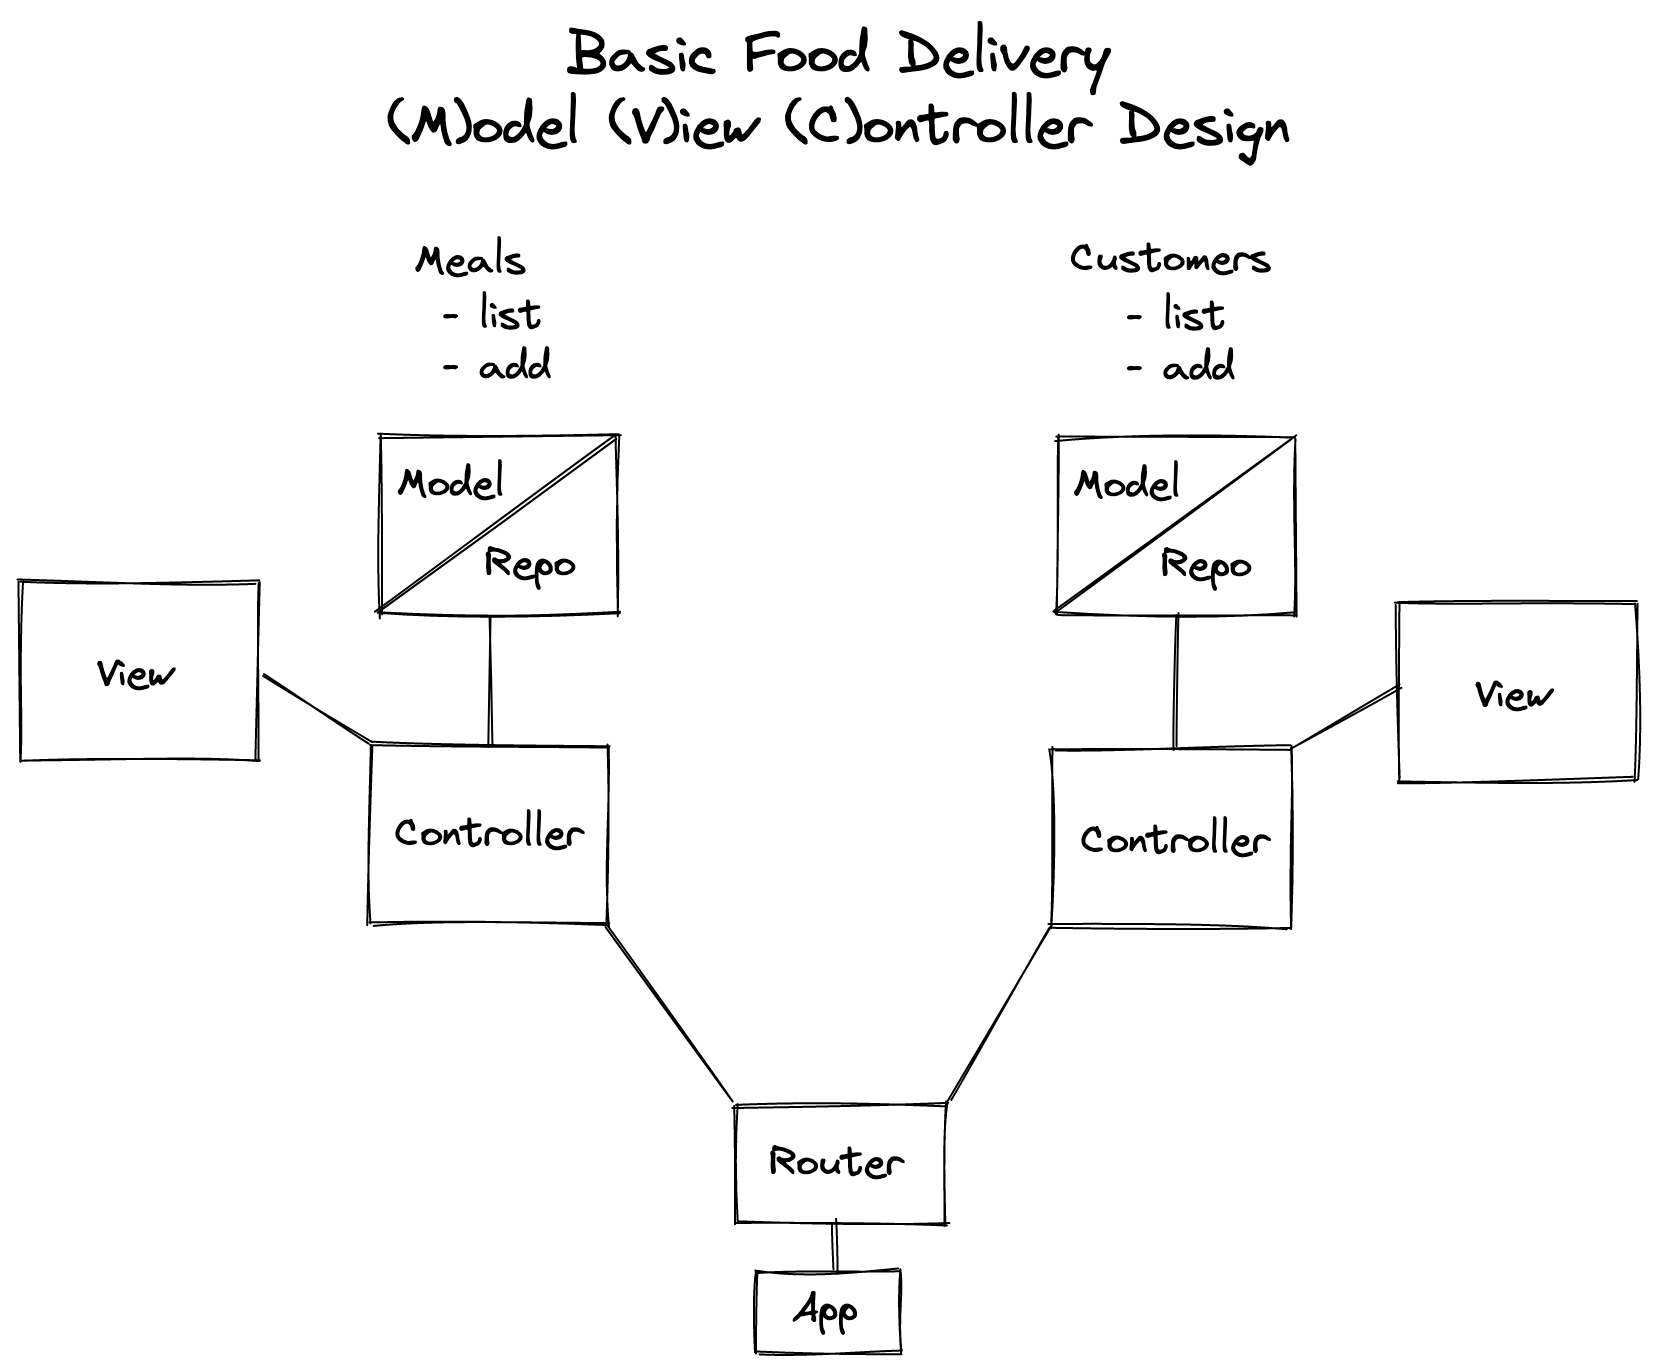 Basic Food Delivery
(M)odel (V)iew (C)ontroller Design
Meals
- list
- add
Customers
- list
- add
Model
Repo
Model
Repo
View
View
Controller
Controller
Router
App